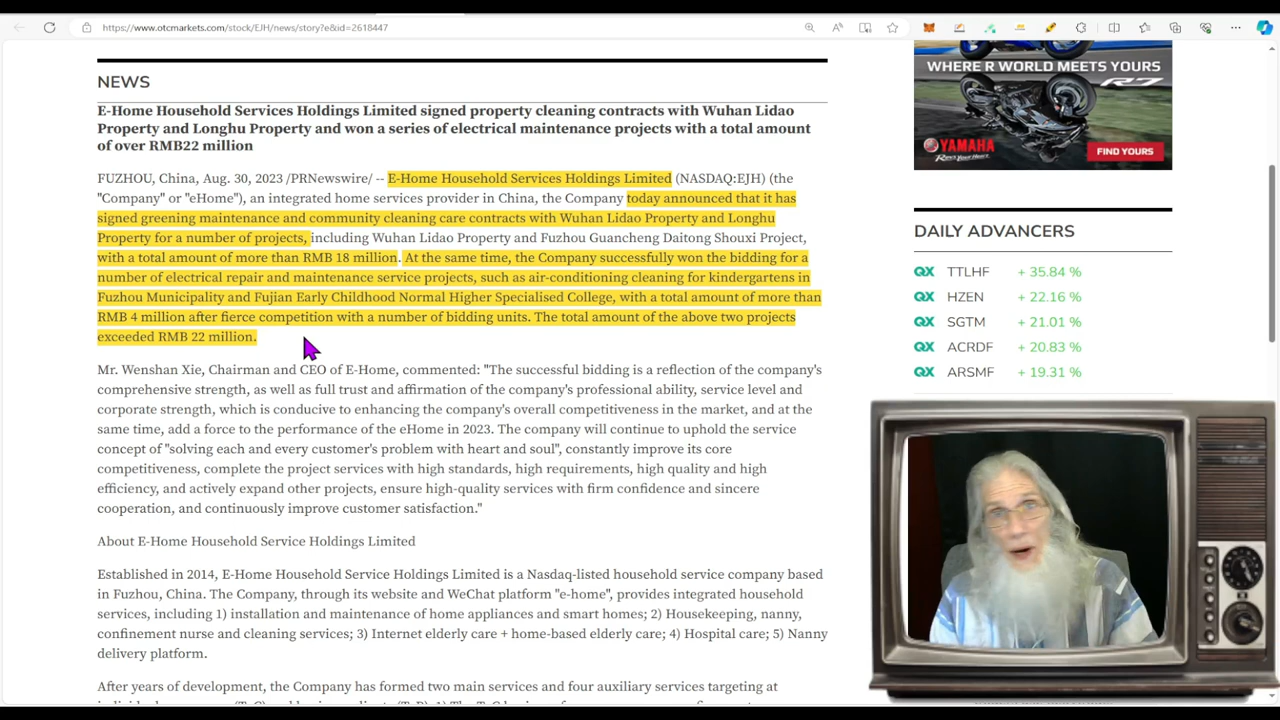 https://www.otcmarkets.com/stock/EJH/news/story?e&id=2618447
NEWS
E-Home Household Services Holdings Limited signed property cleaning contracts with Wuhan Lidao
Property and Longhu Property and won a series of electrical maintenance projects with a total amount
of over RMB22 million
FUZHOU, China, Aug. 30, 2023 /PRNewswire/ -- E-Home Household Services Holdings Limited (NASDAQ:EJH) (the
"Company" or "eHome"), an integrated home services provider in China, the Company today announced that it has
signed greening maintenance and community cleaning care contracts with Wuhan Lidao Property and Longhu
Property for a number of projects, including Wuhan Lidao Property and Fuzhou Guancheng Daitong Shouxi Project,
with a total amount of more than RMB 18 million. At the same time, the Company successfully won the bidding for a
number of electrical repair and maintenance service projects, such as air-conditioning cleaning for kindergartens in
Fuzhou Municipality and Fujian Early Childhood Normal Higher Specialised College, with a total amount of more than
RMB 4 million after fierce competition with a number of bidding units. The total amount of the above two projects
exceeded RMB 22 million.
Mr. Wenshan Xie, Chairman and CEO of E-Home, commented: "The successful bidding is a reflection of the company's
comprehensive strength, as well as full trust and affirmation of the company's professional ability, service level and
corporate strength, which is conducive to enhancing the company's overall competitiveness in the market, and at the
same time, add a force to the performance of the eHome in 2023. The company will continue to uphold the service
concept of "solving each and every customer's problem with heart and soul", constantly improve its core
competitiveness, complete the project services with high standards, high requirements, high quality and high
efficiency, and actively expand other projects, ensure high-quality services with firm confidence and sincere
cooperation, and continuously improve customer satisfaction."
About E-Home Household Service Holdings Limited
Established in 2014, E-Home Household Service Holdings Limited is a Nasdaq-listed household service company based
in Fuzhou, China. The Company, through its website and WeChat platform "e-home", provides integrated household
services, including 1) installation and maintenance of home appliances and smart homes; 2) Housekeeping, nanny,
confinement nurse and cleaning services; 3) Internet elderly care + home-based elderly care; 4) Hospital care; 5) Nanny
delivery platform.
After years of development, the Company has formed two main services and four auxiliary services targeting at
WHERE R WORLD MEETS YOURS
R7
YAMAHA
Revs Your Heart
FIND YOURS
DAILY ADVANCERS
QX TTLHF + 35.84 %
QX HZEN + 22.16 %
QX SGTM + 21.01 %
QX ACRDF + 20.83 %
QX ARSMF + 19.31 %